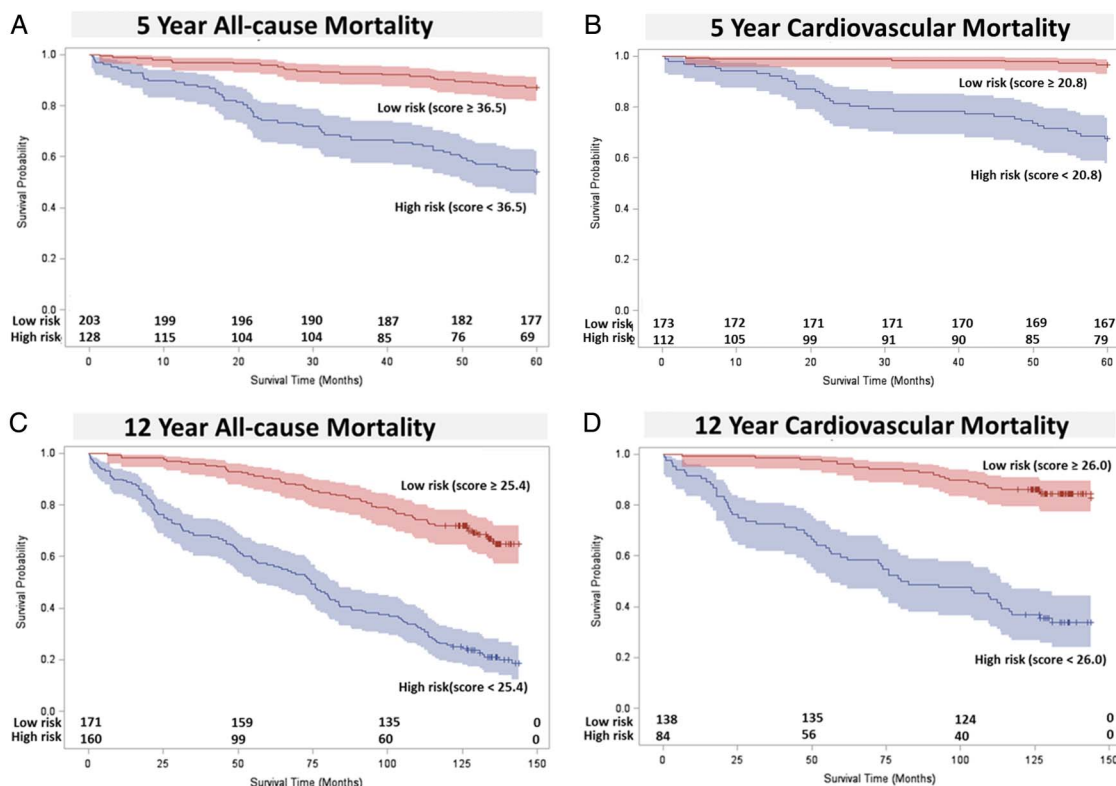 A
5 Year All-cause Mortality
1.0
0.8
0.6
0.4
0.2
0.0
Survival Probability
Low risk (score ≥ 36.5)
High risk (score < 36.5)
Low risk 203 199 196 190 187 182 177
High risk 128 115 104 104 85 76 69
0 10 20 30 40 50 60
Survival Time (Months)
B
5 Year Cardiovascular Mortality
1.0
0.8
0.6
0.4
0.2
0.0
Survival Probability
Low risk (score ≥ 20.8)
High risk (score < 20.8)
Low risk 173 172 171 171 170 169 167
High risk 112 105 99 91 90 85 79
0 10 20 30 40 50 60
Survival Time (Months)
C
12 Year All-cause Mortality
1.0
0.8
0.6
0.4
0.2
0.0
Survival Probability
Low risk (score ≥ 25.4)
High risk(score < 25.4)
Low risk 171 159 135 0
High risk 160 99 60 0
0 25 50 75 100 125 150
Survival Time (Months)
D
12 Year Cardiovascular Mortality
1.0
0.8
0.6
0.4
0.2
0.0
Survival Probability
Low risk (score ≥ 26.0)
High risk (score < 26.0)
Low risk 138 135 124 0
High risk 84 56 40 0
0 25 50 75 100 125 150
Survival Time (Months)